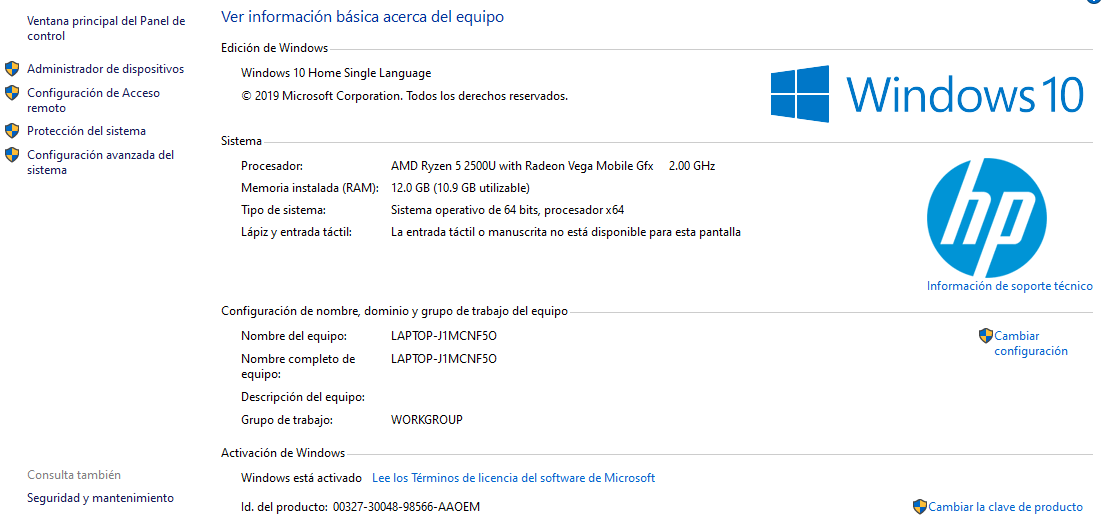 Ventana principal del Panel de
control
Administrador de dispositivos
Configuración de Acceso
remoto
Protección del sistema
Configuración avanzada del
sistema
Consulta también
Seguridad y mantenimiento
Ver información básica acerca del equipo
Edición de Windows
Windows 10 Home Single Language
© 2019 Microsoft Corporation. Todos los derechos reservados.
Windows 10
Sistema
Procesador: AMD Ryzen 5 2500U with Radeon Vega Mobile Gfx 2.00 GHz
Memoria instalada (RAM): 12.0 GB (10.9 GB utilizable)
Tipo de sistema: Sistema operativo de 64 bits, procesador x64
Lápiz y entrada táctil: La entrada táctil o manuscrita no está disponible para esta pantalla
hp
Información de soporte técnico
Configuración de nombre, dominio y grupo de trabajo del equipo
Nombre del equipo: LAPTOP-J1MCNF5O
Cambiar
configuración
Nombre completo de
equipo: LAPTOP-J1MCNF5O
Descripción del equipo:
Grupo de trabajo: WORKGROUP
Activación de Windows
Windows está activado Lee los Términos de licencia del software de Microsoft
Id. del producto: 00327-30048-98566-AAOEM
Cambiar la clave de producto